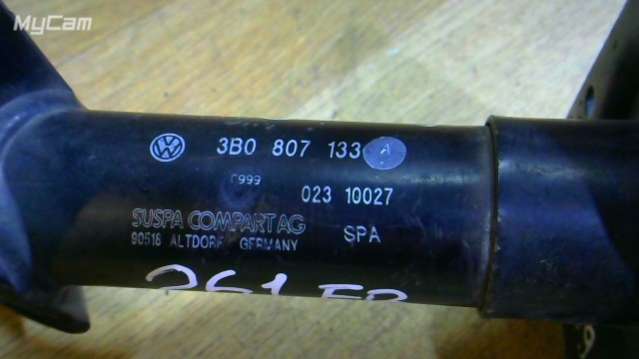 MyCam
3B0 807 133 A
C999
023 10027
SUSPA COMPART AG
90518 ALTDORF GERMANY
SPA